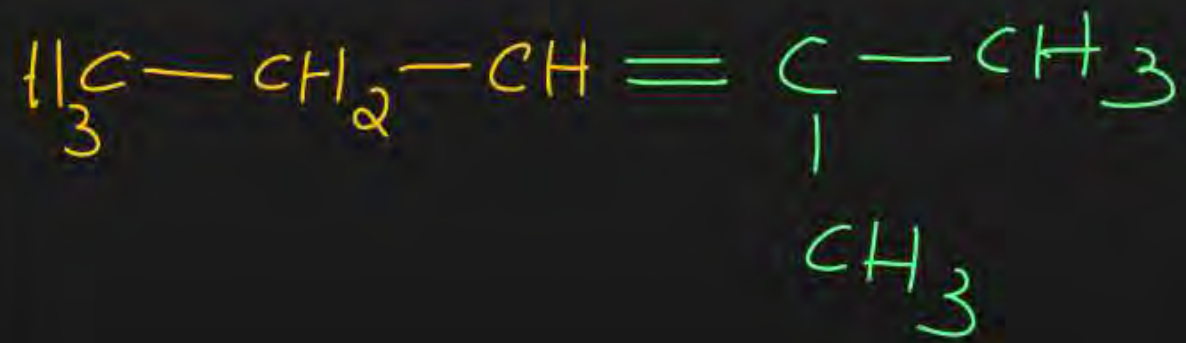 H3C — CH2 — CH = C — CH3
|
CH3